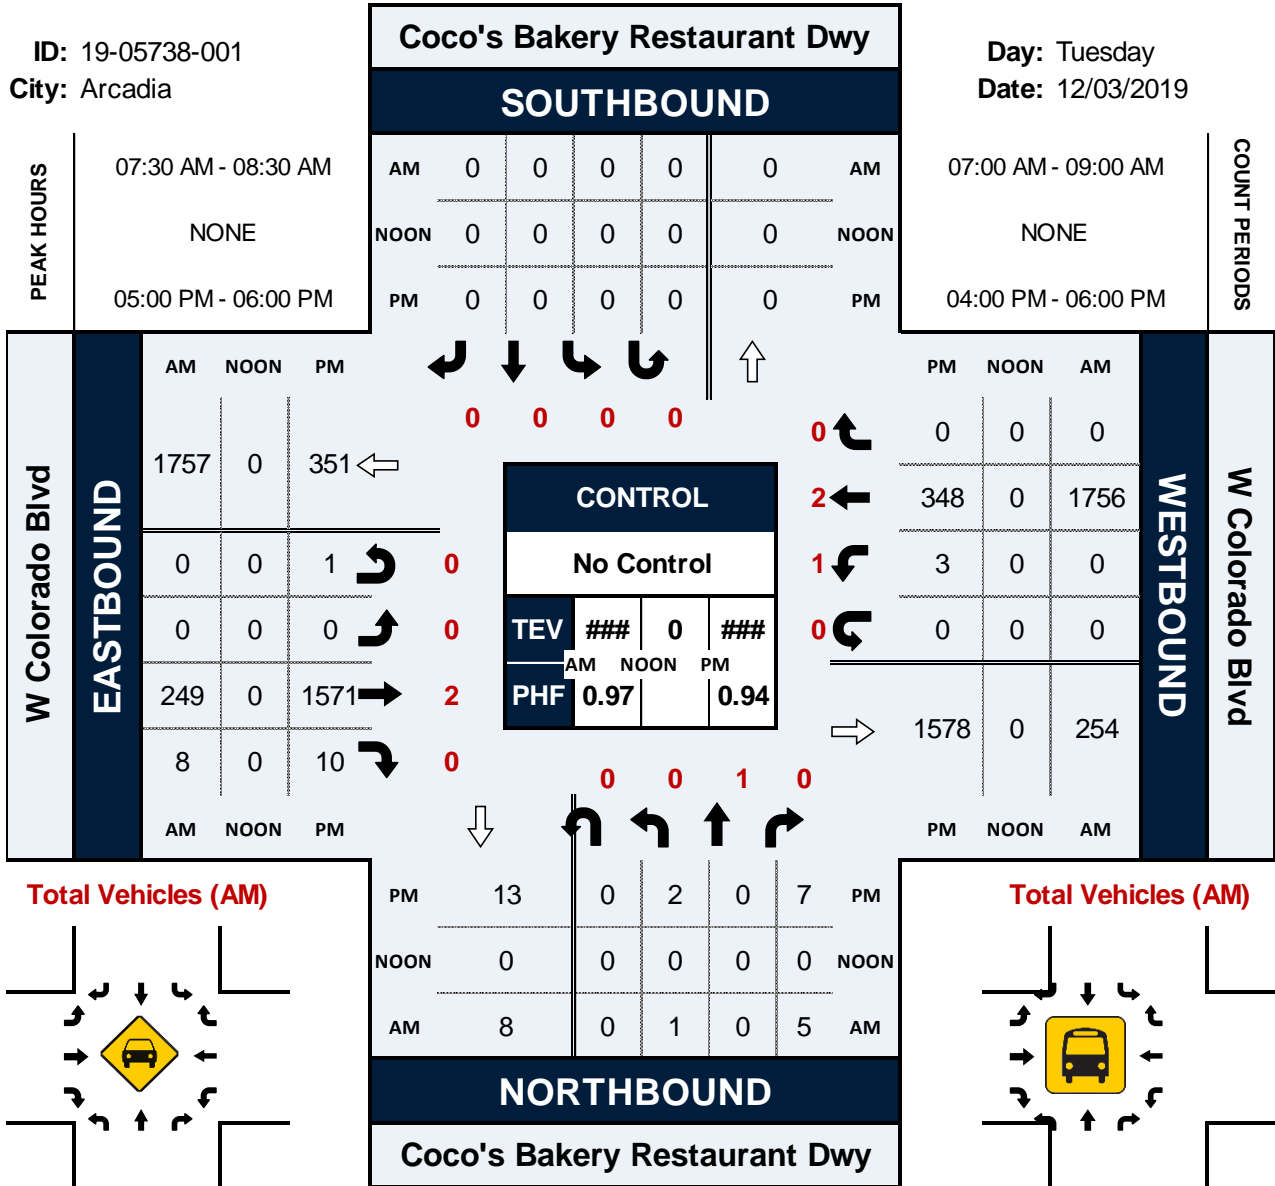 Coco's Bakery Restaurant Dwy
ID: 19-05738-001
City: Arcadia
Day: Tuesday
Date: 12/03/2019
SOUTHBOUND
PEAK HOURS
07:30 AM - 08:30 AM
NONE
05:00 PM - 06:00 PM
AM 0 0 0 0 0 AM
NOON 0 0 0 0 0 NOON
PM 0 0 0 0 0 PM
07:00 AM - 09:00 AM
NONE
04:00 PM - 06:00 PM
COUNT PERIODS
W Colorado Blvd
EASTBOUND
AM NOON PM
1757 0 351
0 0 1 0
0 0 0 0
249 0 1571 2
8 0 10 0
AM NOON PM
0 0 0 0
CONTROL
No Control
TEV ### 0 ###
AM NOON PM
PHF 0.97 0.94
PM NOON AM
0 0 0 0
2 348 0 1756
1 3 0 0
0 0 0 0
1578 0 254
PM NOON AM
WESTBOUND
W Colorado Blvd
0 0 1 0
PM 13 0 2 0 7 PM
NOON 0 0 0 0 0 NOON
AM 8 0 1 0 5 AM
NORTHBOUND
Coco's Bakery Restaurant Dwy
Total Vehicles (AM)
Total Vehicles (AM)